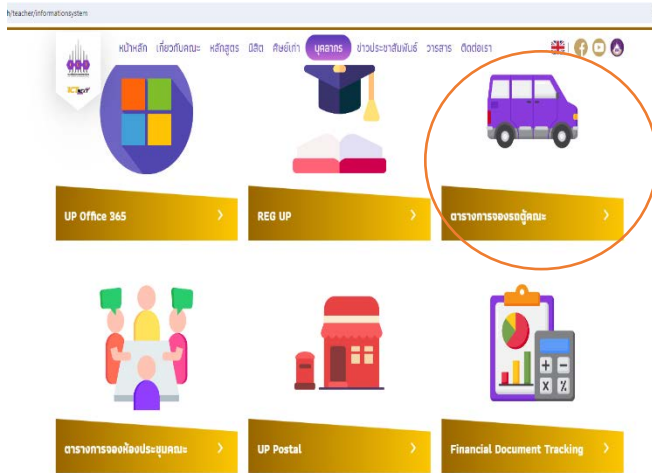 h/teacher/informationsystem
หน้าหลัก เกี่ยวกับคณะ หลักสูตร นิสิต ศิษย์เก่า บุคลากร ข่าวประชาสัมพันธ์ วารสาร ติดต่อเรา
UP Office 365
REG UP
ตารางการจองรถตู้คณะ
ตารางการจองห้องประชุมคณะ
UP Postal
Financial Document Tracking